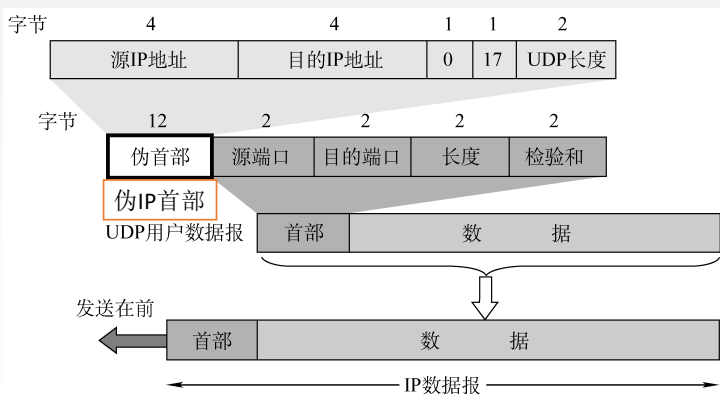 字节 4 4 1 1 2
源IP地址 目的IP地址 0 17 UDP长度
字节 12 2 2 2 2
伪首部 源端口 目的端口 长度 检验和
伪IP首部
UDP用户数据报 首部 数 据
发送在前
首部 数 据
IP数据报